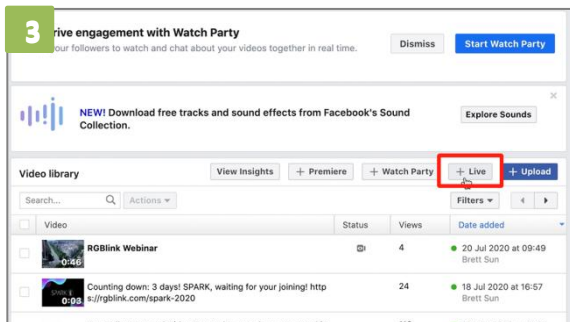 3
rive engagement with Watch Party
our followers to watch and chat about your videos together in real time.
Dismiss
Start Watch Party
NEW! Download free tracks and sound effects from Facebook's Sound
Collection.
Explore Sounds
Video library
View Insights
+ Premiere
+ Watch Party
+ Live
+ Upload
Search...
Actions
Filters
Video
Status
Views
Date added
0:46
RGBlink Webinar
4
20 Jul 2020 at 09:49
Brett Sun
0:03
Counting down: 3 days! SPARK, waiting for your joining! http
s://rgblink.com/spark-2020
24
18 Jul 2020 at 16:57
Brett Sun